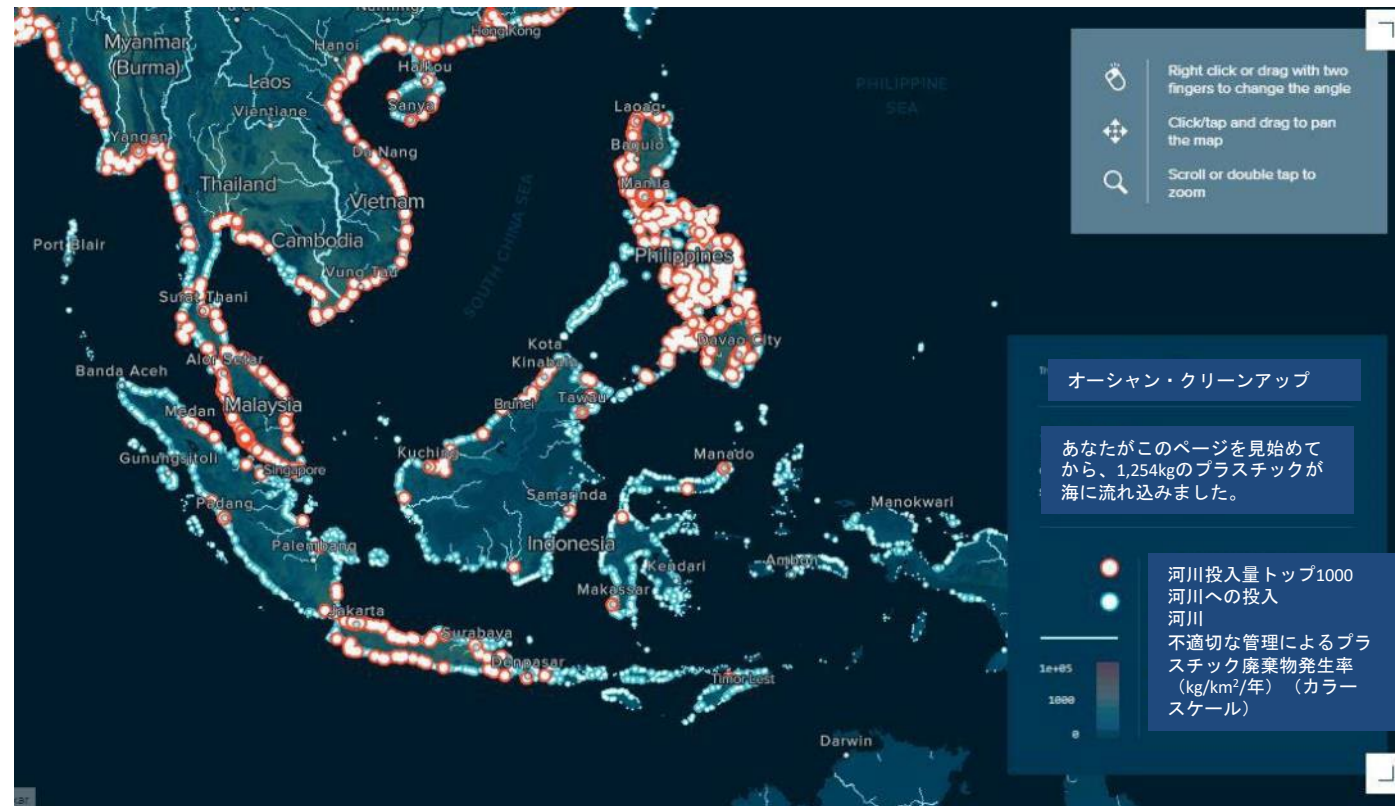 Hong Kong
Myanmar
(Burma)
Hanoi
Haikou
Laos
Sanya
Vientiane
PHILIPPINE
SEA
Laoag
Yangon
Da Nang
Baguio
Thailand
Manila
Vietnam
Cambodia
Port Blair
SOUTH CHINA SEA
Philippines
Vung Tau
Surat Thani
Kota
Kinabalu
Davao City
Alor Setar
Banda Aceh
Medan
Malaysia
Brunei
Tawau
Gunungsitoli
Singapore
Kuching
Manado
Padang
Samarinda
Manokwari
Palembang
Indonesia
Kendari
Ambon
Makassar
Jakarta
Surabaya
Denpasar
Timor-Lest
Darwin
Right click or drag with two
fingers to change the angle
Click/tap and drag to pan
the map
Scroll or double tap to
zoom
オーシャン・クリーンアップ
あなたがこのページを見始めて
から、1,254kgのプラスチックが
海に流れ込みました。
河川投入量トップ1000
河川への投入
河川
不適切な管理によるプラ
スチック廃棄物発生率
（kg/km²/年）（カラー
スケール）
1e+05
1000
0